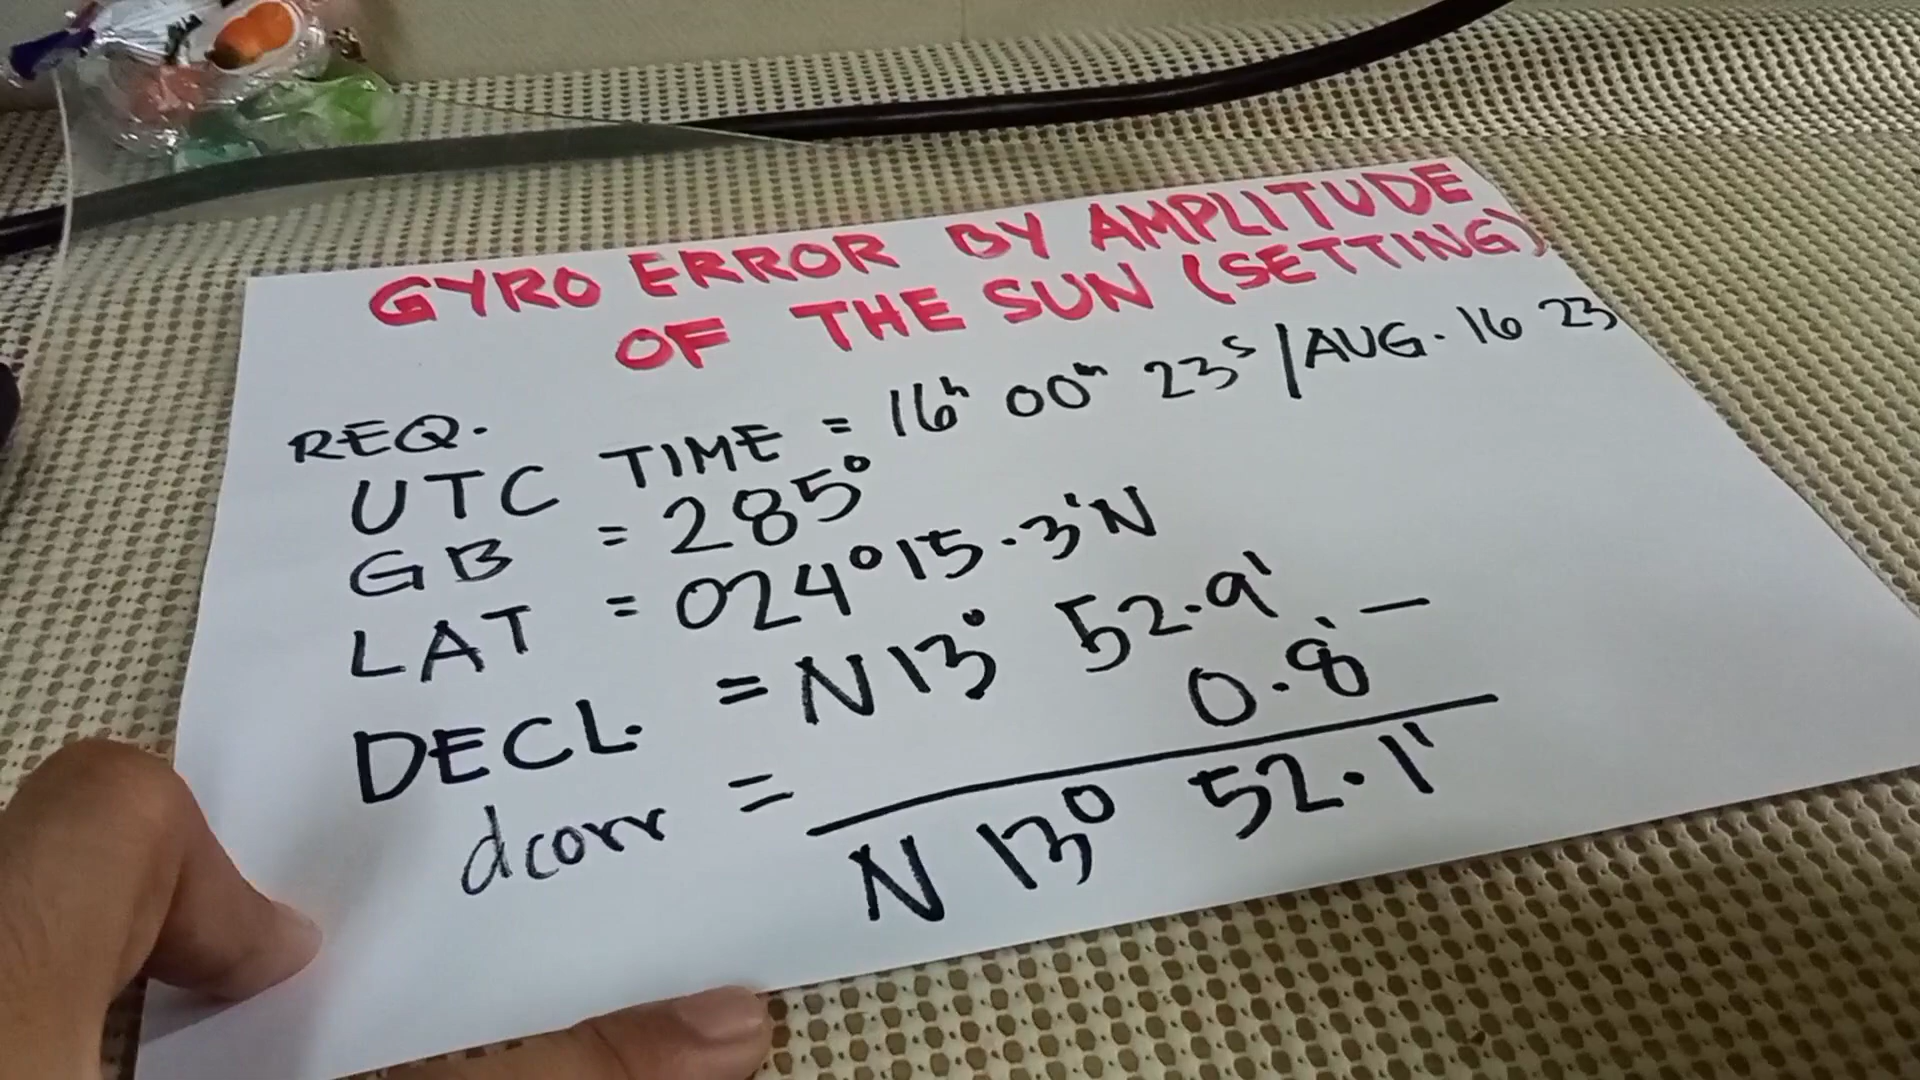 GYRO ERROR BY AMPLITUDE
OF THE SUN (SETTING)
REQ.
UTC TIME = 16ʰ 00ᵐ 23ˢ / AUG. 16 23
GB = 285°
LAT = 024° 15.3'N
DECL. = N 13° 52.9'
dcorr = 0.8' -
N 13° 52.1'